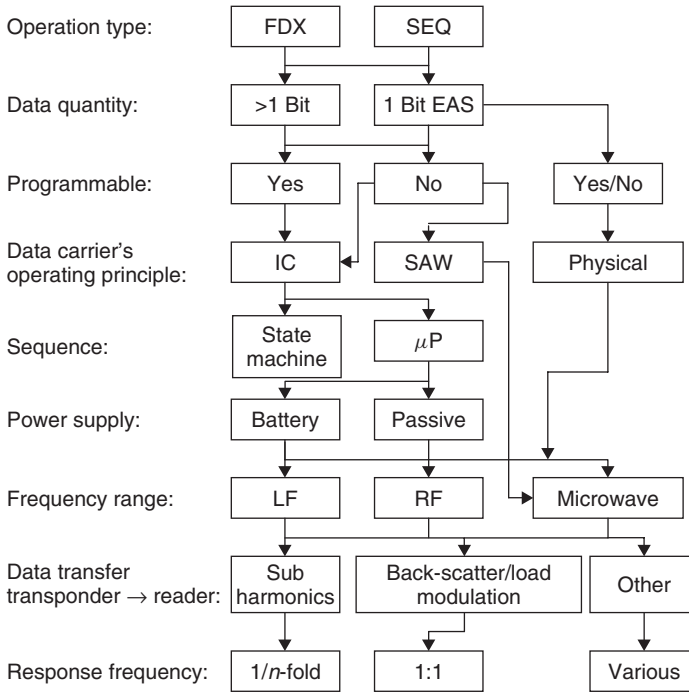 Operation type: FDX SEQ
Data quantity: >1 Bit 1 Bit EAS
Programmable: Yes No Yes/No
Data carrier's
operating principle: IC SAW Physical
Sequence: State
machine μP
Power supply: Battery Passive
Frequency range: LF RF Microwave
Data transfer
transponder → reader: Sub
harmonics Back-scatter/load
modulation Other
Response frequency: 1/n-fold 1:1 Various